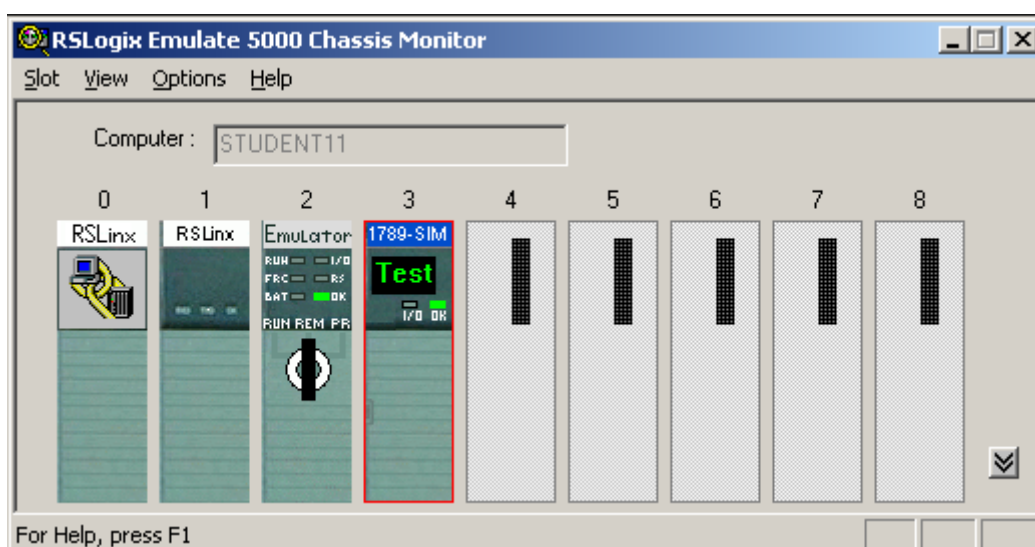 RSLogix Emulate 5000 Chassis Monitor
Slot View Options Help
Computer : STUDENT11
0 1 2 3 4 5 6 7 8
RSLinx RSLinx Emulator 1789-SIM
RUN I/O
FRC RS
BAT OK
Test
I/O OK
RUN REM PR
For Help, press F1